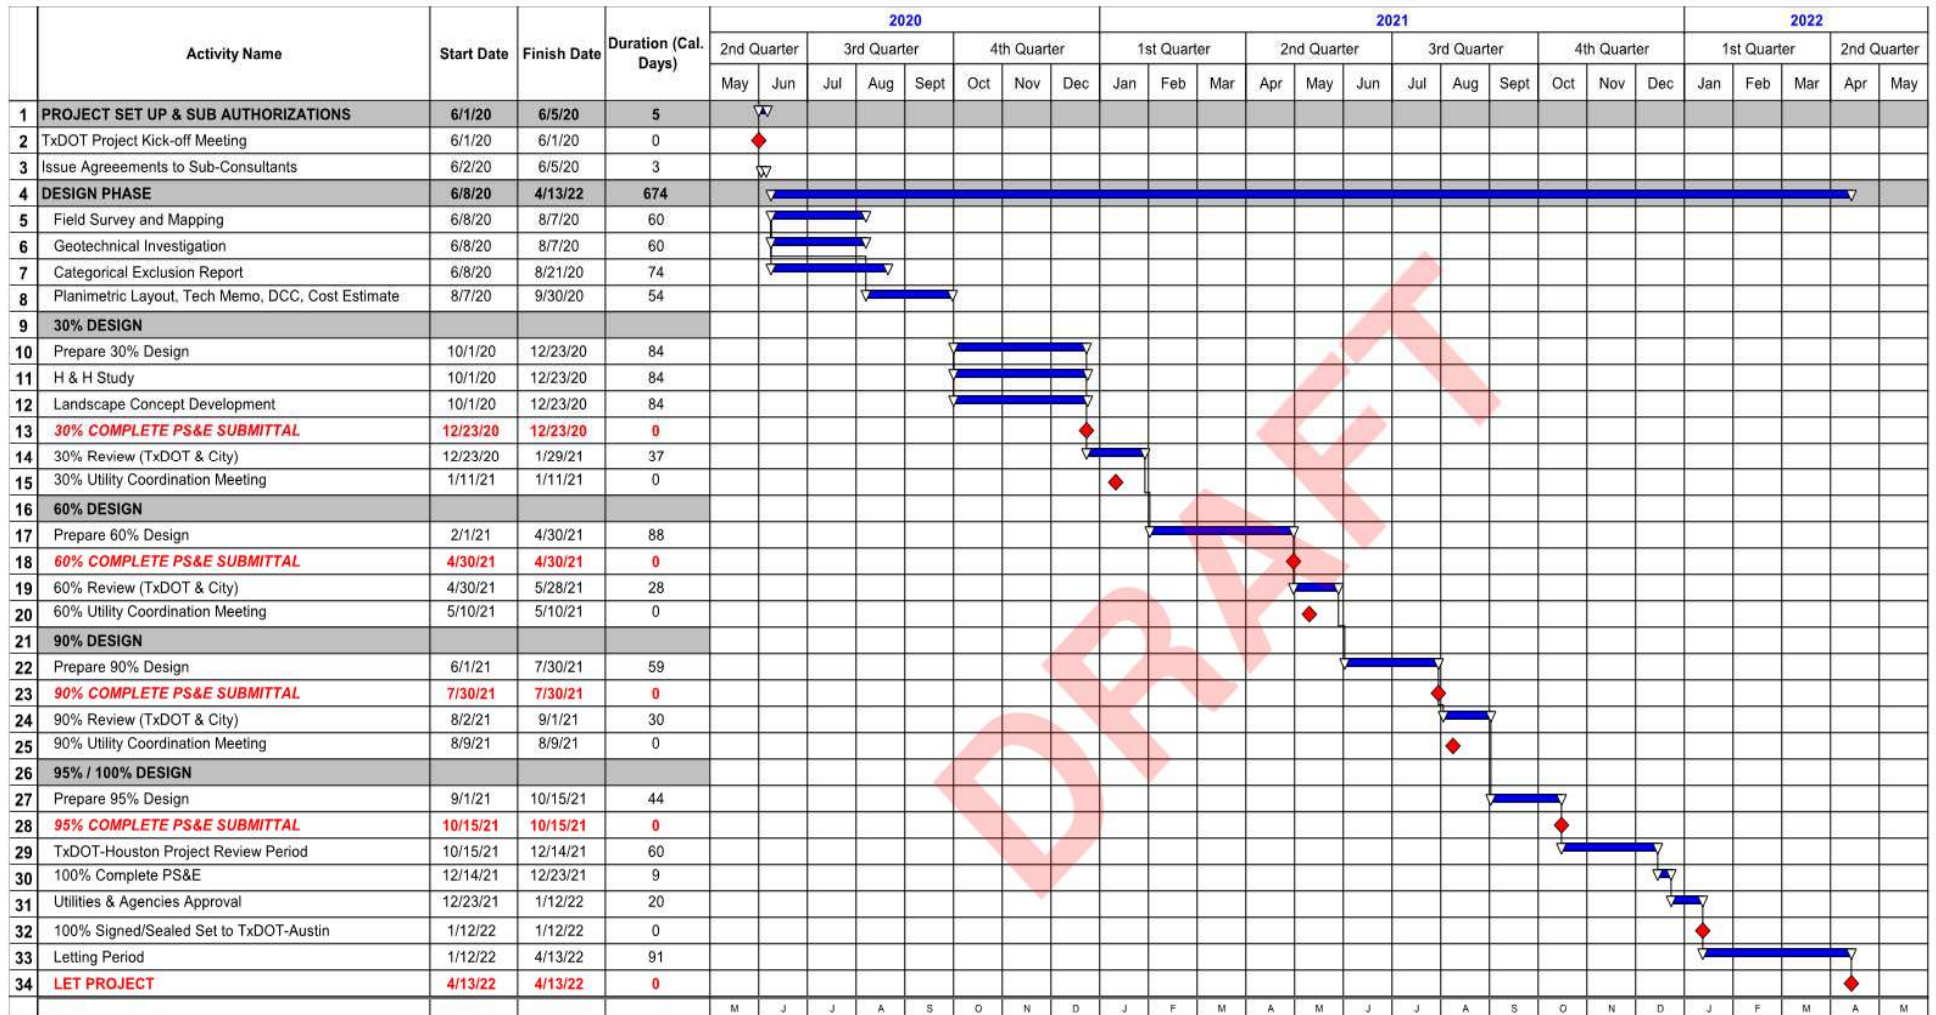 2020 2021 2022
Activity Name Start Date Finish Date Duration (Cal. Days) 2nd Quarter 3rd Quarter 4th Quarter 1st Quarter 2nd Quarter 3rd Quarter 4th Quarter 1st Quarter 2nd Quarter
May Jun Jul Aug Sept Oct Nov Dec Jan Feb Mar Apr May Jun Jul Aug Sept Oct Nov Dec Jan Feb Mar Apr May
1 PROJECT SET UP & SUB AUTHORIZATIONS 6/1/20 6/5/20 5
2 TxDOT Project Kick-off Meeting 6/1/20 6/1/20 0
3 Issue Agreeements to Sub-Consultants 6/2/20 6/5/20 3
4 DESIGN PHASE 6/8/20 4/13/22 674
5 Field Survey and Mapping 6/8/20 8/7/20 60
6 Geotechnical Investigation 6/8/20 8/7/20 60
7 Categorical Exclusion Report 6/8/20 8/21/20 74
8 Planimetric Layout, Tech Memo, DCC, Cost Estimate 8/7/20 9/30/20 54
9 30% DESIGN
10 Prepare 30% Design 10/1/20 12/23/20 84
11 H & H Study 10/1/20 12/23/20 84
12 Landscape Concept Development 10/1/20 12/23/20 84
13 30% COMPLETE PS&E SUBMITTAL 12/23/20 12/23/20 0
14 30% Review (TxDOT & City) 12/23/20 1/29/21 37
15 30% Utility Coordination Meeting 1/11/21 1/11/21 0
16 60% DESIGN
17 Prepare 60% Design 2/1/21 4/30/21 88
18 60% COMPLETE PS&E SUBMITTAL 4/30/21 4/30/21 0
19 60% Review (TxDOT & City) 4/30/21 5/28/21 28
20 60% Utility Coordination Meeting 5/10/21 5/10/21 0
21 90% DESIGN
22 Prepare 90% Design 6/1/21 7/30/21 59
23 90% COMPLETE PS&E SUBMITTAL 7/30/21 7/30/21 0
24 90% Review (TxDOT & City) 8/2/21 9/1/21 30
25 90% Utility Coordination Meeting 8/9/21 8/9/21 0
26 95% / 100% DESIGN
27 Prepare 95% Design 9/1/21 10/15/21 44
28 95% COMPLETE PS&E SUBMITTAL 10/15/21 10/15/21 0
29 TxDOT-Houston Project Review Period 10/15/21 12/14/21 60
30 100% Complete PS&E 12/14/21 12/23/21 9
31 Utilities & Agencies Approval 12/23/21 1/12/22 20
32 100% Signed/Sealed Set to TxDOT-Austin 1/12/22 1/12/22 0
33 Letting Period 1/12/22 4/13/22 91
34 LET PROJECT 4/13/22 4/13/22 0
M J J A S O N D J F M A M J J A S O N D J F M A M
DRAFT